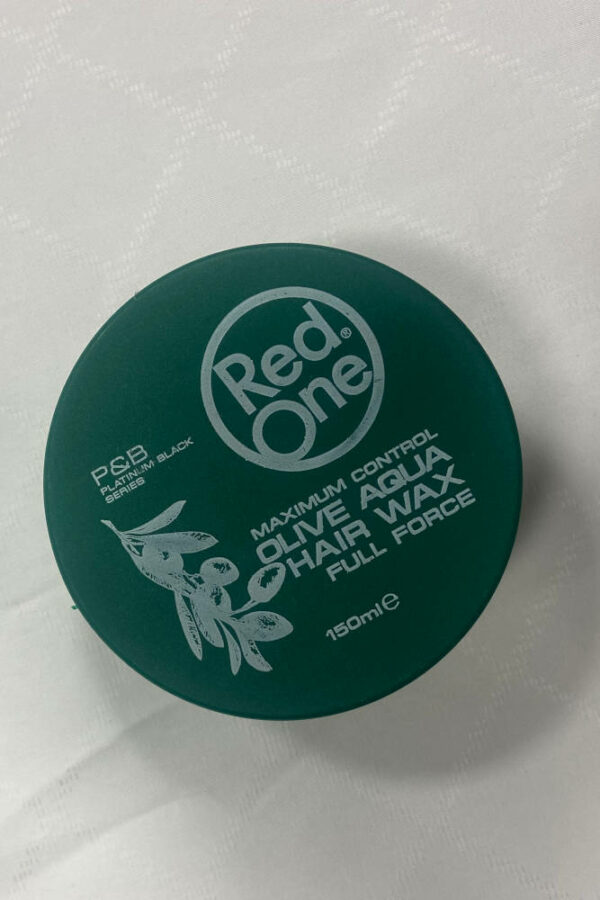 Red®
One
P&B
PLATINUM BLACK
SERIES
MAXIMUM CONTROL
OLIVE AQUA
HAIR WAX
FULL FORCE
150ml℮